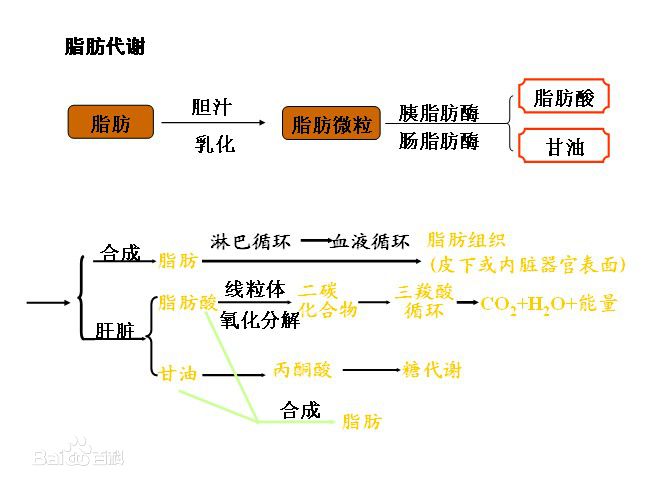 脂肪代谢
脂肪
胆汁
乳化
脂肪微粒
胰脂肪酶
肠脂肪酶
脂肪酸
甘油
合成
脂肪
淋巴循环
血液循环
脂肪组织
(皮下或内脏器官表面)
肝脏
脂肪酸
线粒体
氧化分解
二碳
化合物
三羧酸
循环
CO2+H2O+能量
甘油
丙酮酸
糖代谢
合成
脂肪
Baidu百科